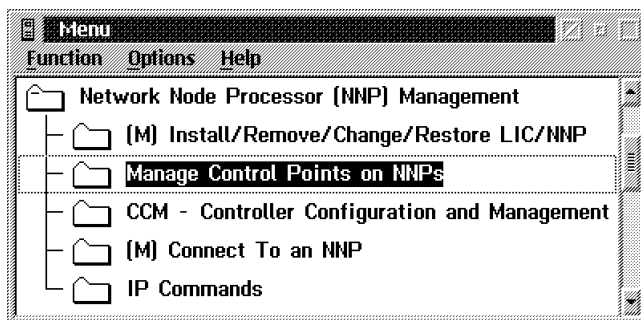 Menu
Function Options Help
Network Node Processor (NNP) Management
(M) Install/Remove/Change/Restore LIC/NNP
Manage Control Points on NNPs
CCM - Controller Configuration and Management
(M) Connect To an NNP
IP Commands